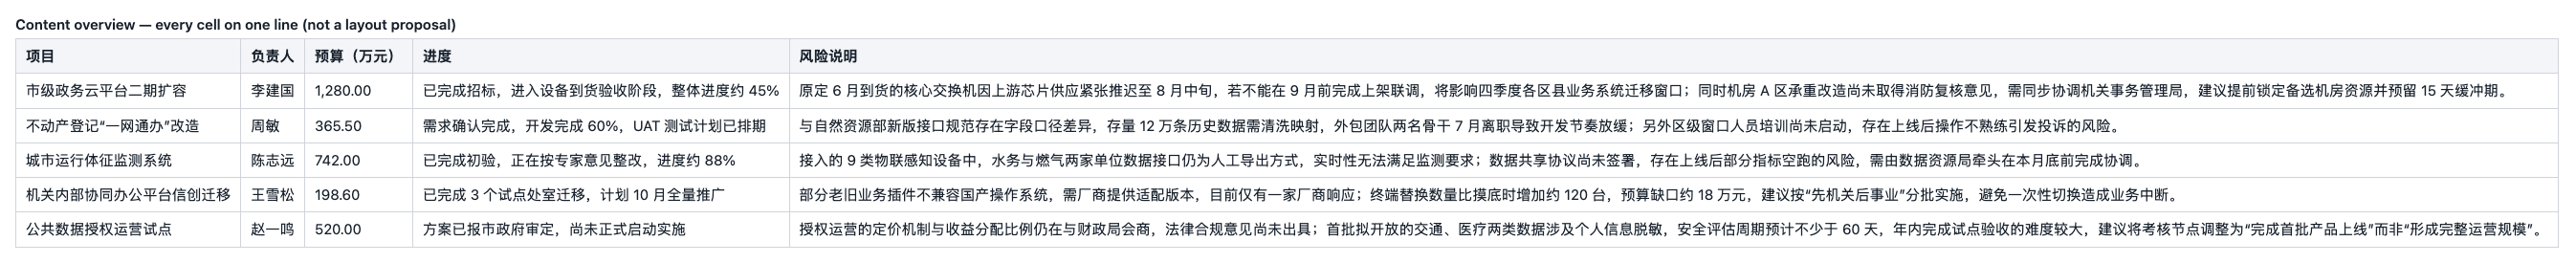 Content overview — every cell on one line (not a layout proposal)
项目 负责人 预算（万元） 进度 风险说明
市级政务云平台二期扩容 李建国 1,280.00 已完成招标，进入设备到货验收阶段，整体进度约 45% 原定 6 月到货的核心交换机因上游芯片供应紧张推迟至 8 月中旬，若不能在 9 月前完成上架联调，将影响四季度各区县业务系统迁移窗口；同时机房 A 区承重改造尚未取得消防复核意见，需同步协调机关事务管理局，建议提前锁定备选机房资源并预留 15 天缓冲期。
不动产登记“一网通办”改造 周敏 365.50 需求确认完成，开发完成 60%，UAT 测试计划已排期 与自然资源部新版接口规范存在字段口径差异，存量 12 万条历史数据需清洗映射，外包团队两名骨干 7 月离职导致开发节奏放缓；另外区级窗口人员培训尚未启动，存在上线后操作不熟练引发投诉的风险。
城市运行体征监测系统 陈志远 742.00 已完成初验，正在按专家意见整改，进度约 88% 接入的 9 类物联感知设备中，水务与燃气两家单位数据接口仍为人工导出方式，实时性无法满足监测要求；数据共享协议尚未签署，存在上线后部分指标空跑的风险，需由数据资源局牵头在本月底前完成协调。
机关内部协同办公平台信创迁移 王雪松 198.60 已完成 3 个试点处室迁移，计划 10 月全量推广 部分老旧业务插件不兼容国产操作系统，需厂商提供适配版本，目前仅有一家厂商响应；终端替换数量比摸底时增加约 120 台，预算缺口约 18 万元，建议按“先机关后事业”分批实施，避免一次性切换造成业务中断。
公共数据授权运营试点 赵一鸣 520.00 方案已报市政府审定，尚未正式启动实施 授权运营的定价机制与收益分配比例仍在与财政局会商，法律合规意见尚未出具；首批拟开放的交通、医疗两类数据涉及个人信息脱敏，安全评估周期预计不少于 60 天，年内完成试点验收的难度较大，建议将考核节点调整为“完成首批产品上线”而非“形成完整运营规模”。